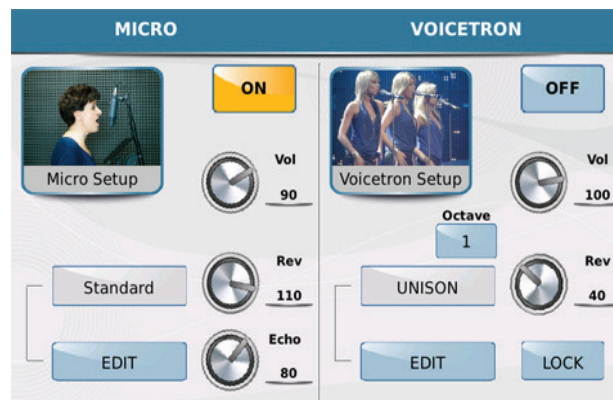 MICRO
ON
Micro Setup
Vol
90
Standard
Rev
110
EDIT
Echo
80
VOICETRON
OFF
Voicetron Setup
Vol
100
Octave
1
UNISON
Rev
40
EDIT
LOCK